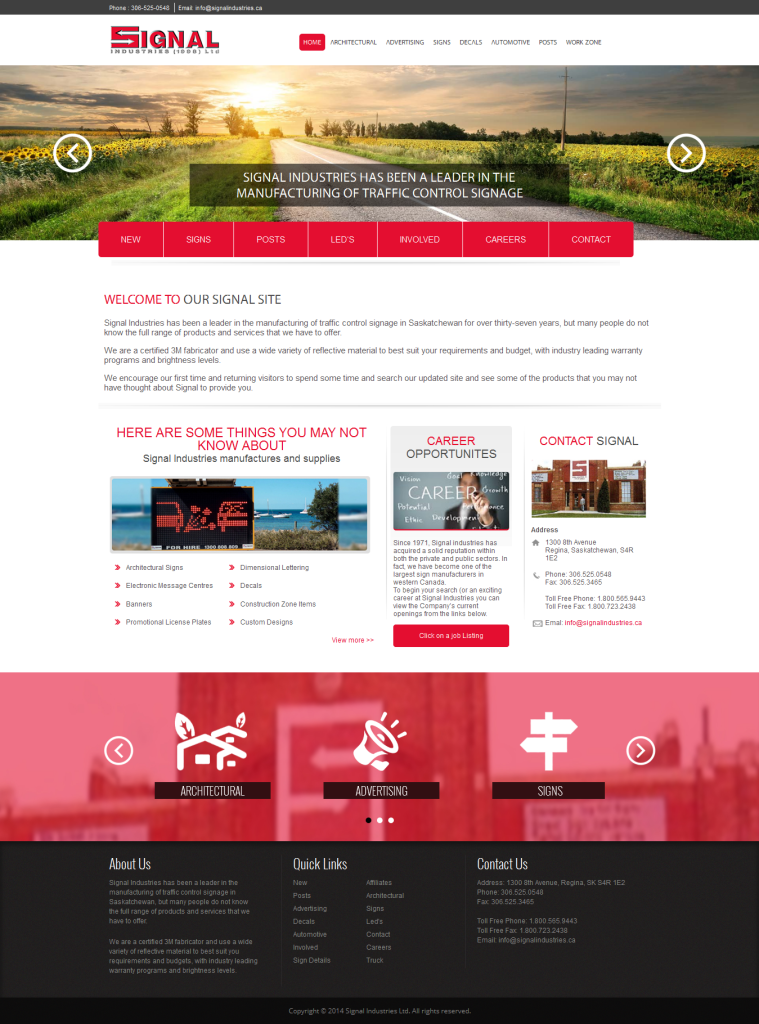 Phone : 306-525-0548 Email: info@signalindustries.ca
SIGNAL
INDUSTRIES (1998) Ltd
HOME ARCHITECTURAL ADVERTISING SIGNS DECALS AUTOMOTIVE POSTS WORK ZONE
SIGNAL INDUSTRIES HAS BEEN A LEADER IN THE
MANUFACTURING OF TRAFFIC CONTROL SIGNAGE
NEW SIGNS POSTS LED'S INVOLVED CAREERS CONTACT
WELCOME TO OUR SIGNAL SITE
Signal Industries has been a leader in the manufacturing of traffic control signage in Saskatchewan for over thirty-seven years, but many people do not
know the full range of products and services that we have to offer.
We are a certified 3M fabricator and use a wide variety of reflective material to best suit your requirements and budget, with industry leading warranty
programs and brightness levels.
We encourage our first time and returning visitors to spend some time and search our updated site and see some of the products that you may not
have thought about Signal to provide you.
HERE ARE SOME THINGS YOU MAY NOT
KNOW ABOUT
Signal Industries manufactures and supplies
FOR HIRE 1300 808 809
Architectural Signs
Dimensional Lettering
Electronic Message Centres
Decals
Banners
Construction Zone Items
Promotional License Plates
Custom Designs
View more >>
CAREER
OPPORTUNITES
Vision Goal Knowledge
CAREER Growth
Potential Performance
Ethic Development
Since 1971, Signal industries has
acquired a solid reputation within
both the private and public sectors. In
fact, we have become one of the
largest sign manufacturers in
western Canada.
To begin your search (or an exciting
career at Signal Industries you can
view the Company's current
openings from the links below.
Click on a job Listing
CONTACT SIGNAL
Address
1300 8th Avenue
Regina, Saskatchewan, S4R
1E2
Phone: 306.525.0548
Fax: 306.525.3465
Toll Free Phone: 1.800.565.9443
Toll Free Fax: 1.800.723.2438
Email: info@signalindustries.ca
ARCHITECTURAL ADVERTISING SIGNS
About Us
Signal Industries has been a leader in the
manufacturing of traffic control signage in
Saskatchewan, but many people do not know
the full range of products and services that we
have to offer.
We are a certified 3M fabricator and use a wide
variety of reflective material to best suit you
requirements and budgets, with industry leading
warranty programs and brightness levels.
Quick Links
New
Posts
Advertising
Decals
Automotive
Involved
Sign Details
Affiliates
Architectural
Signs
Led's
Contact
Careers
Truck
Contact Us
Address: 1300 8th Avenue, Regina, SK S4R 1E2
Phone: 306.525.0548
Fax: 306.525.3465
Toll Free Phone: 1.800.565.9443
Toll Free Fax: 1.800.723.2438
Email: info@signalindustries.ca
Copyright © 2014 Signal Industries Ltd. All rights reserved.